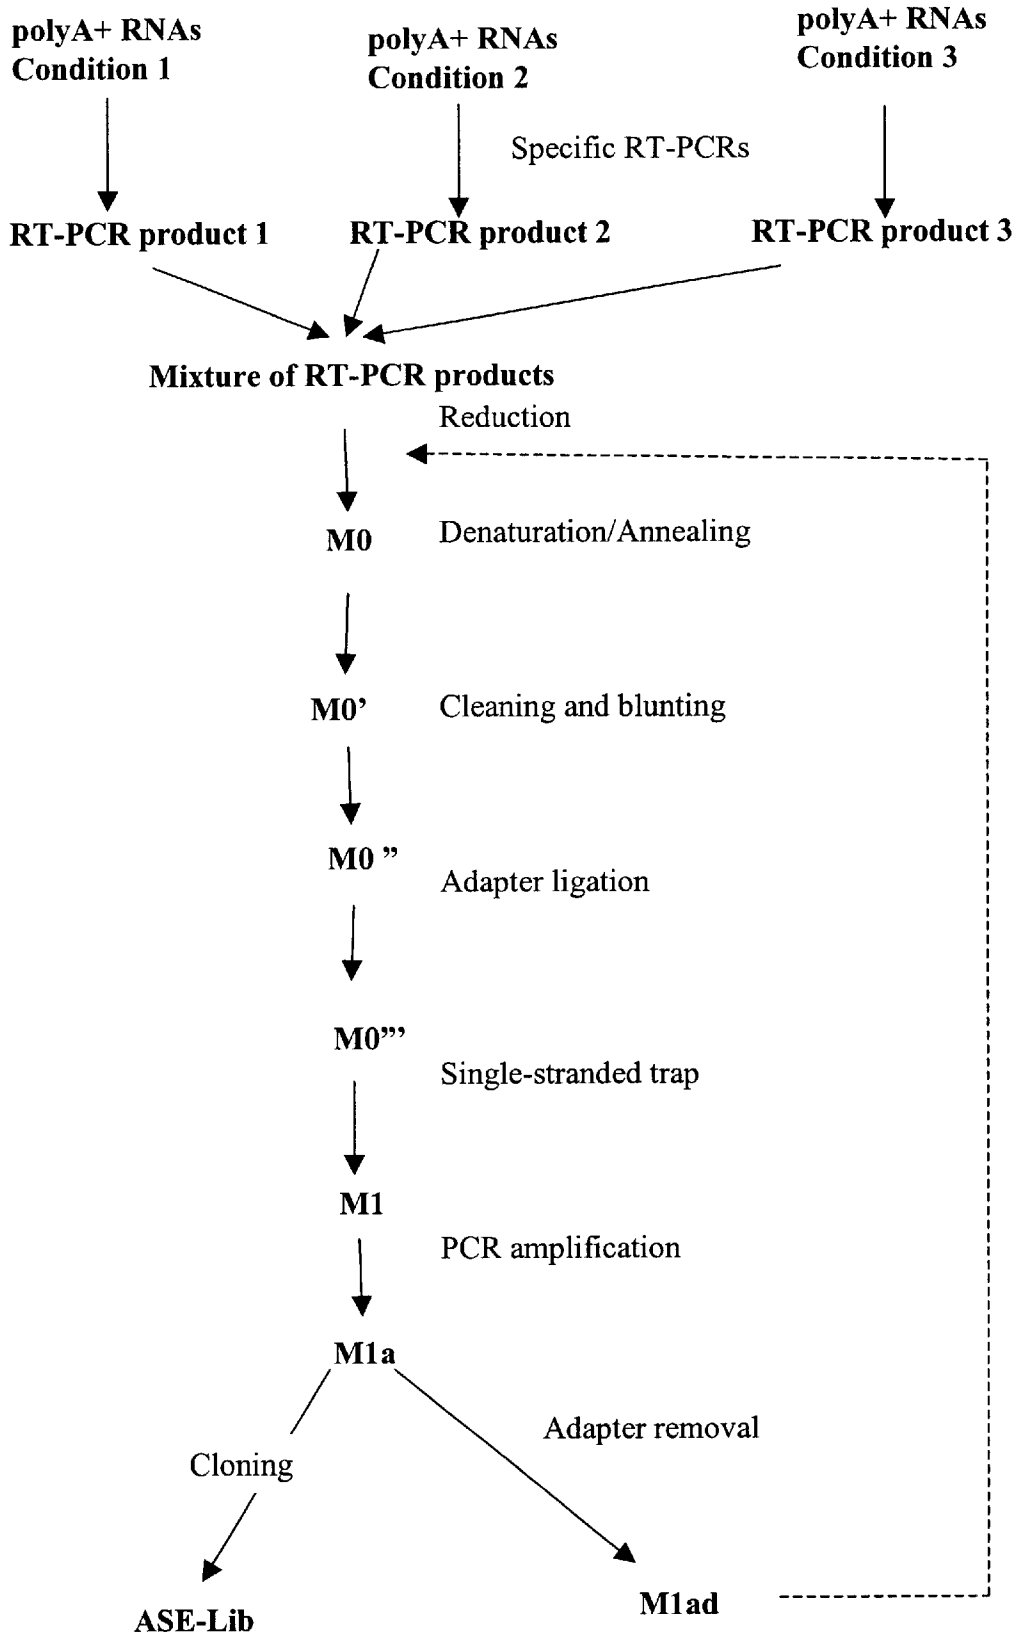 polyA+ RNAs
Condition 1
polyA+ RNAs
Condition 2
polyA+ RNAs
Condition 3
Specific RT-PCRs
RT-PCR product 1
RT-PCR product 2
RT-PCR product 3
Mixture of RT-PCR products
Reduction
M0
Denaturation/Annealing
M0’
Cleaning and blunting
M0 ”
Adapter ligation
M0”’
Single-stranded trap
M1
PCR amplification
M1a
Adapter removal
Cloning
M1ad
ASE-Lib